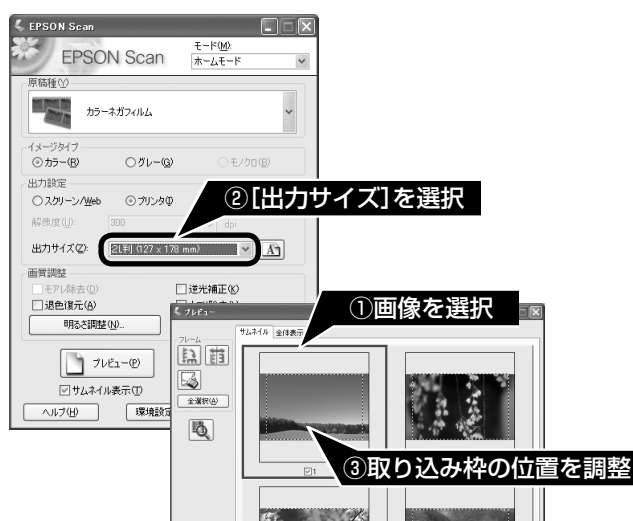 EPSON Scan
EPSON Scan
モード(M):
ホームモード
原稿種(Y)
カラーネガフィルム
イメージタイプ
カラー(R)
グレー(G)
モノクロ(B)
出力設定
スクリーン/Web
プリンタ(I)
②[出力サイズ]を選択
解像度(U):
300
dpi
出力サイズ(Z):
2L判 (127 x 178 mm)
画質調整
モアレ除去(D)
逆光補正(K)
退色復元(A)
明るさ調整(N)...
プレビュー
①画像を選択
サムネイル
全体表示
フレーム
プレビュー(P)
全選択(A)
サムネイル表示(T)
ヘルプ(H)
環境設定
1
③取り込み枠の位置を調整